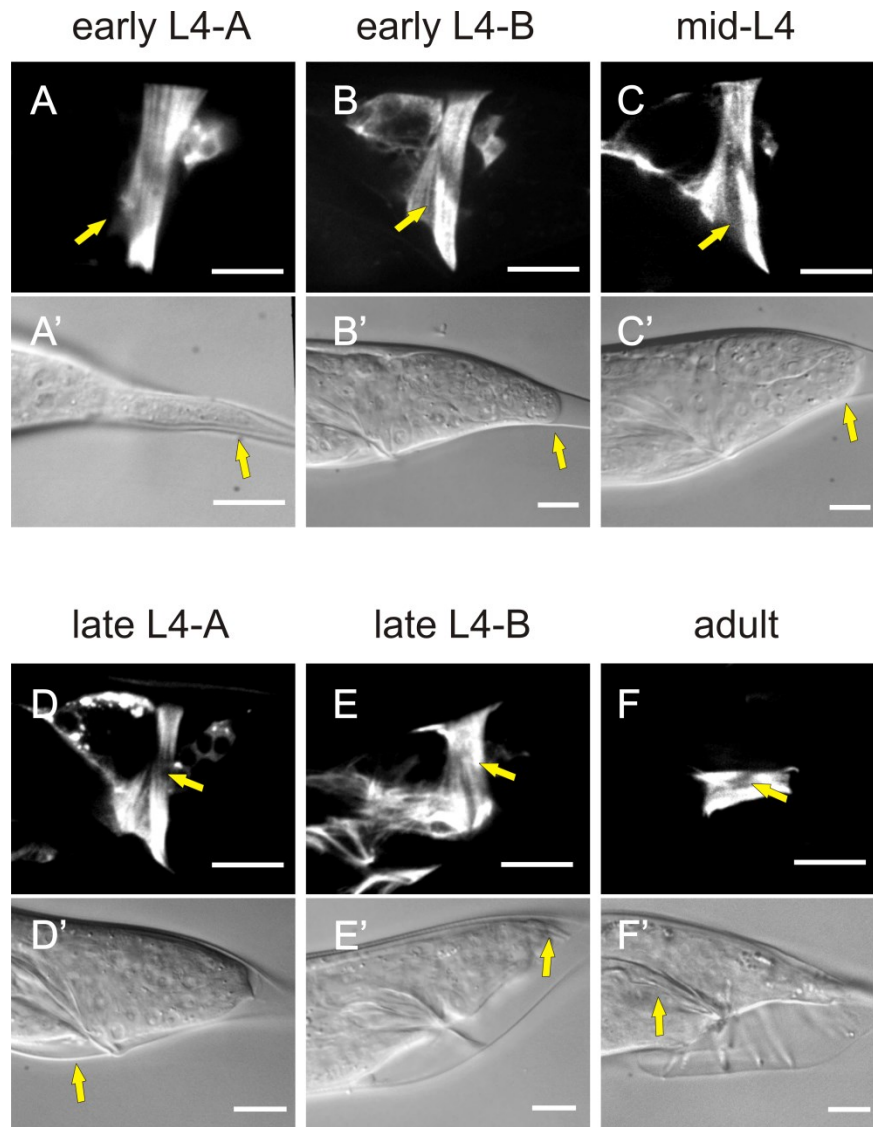 early L4-A early L4-B mid-L4
A B C
A’ B’ C’
late L4-A late L4-B adult
D E F
D’ E’ F’